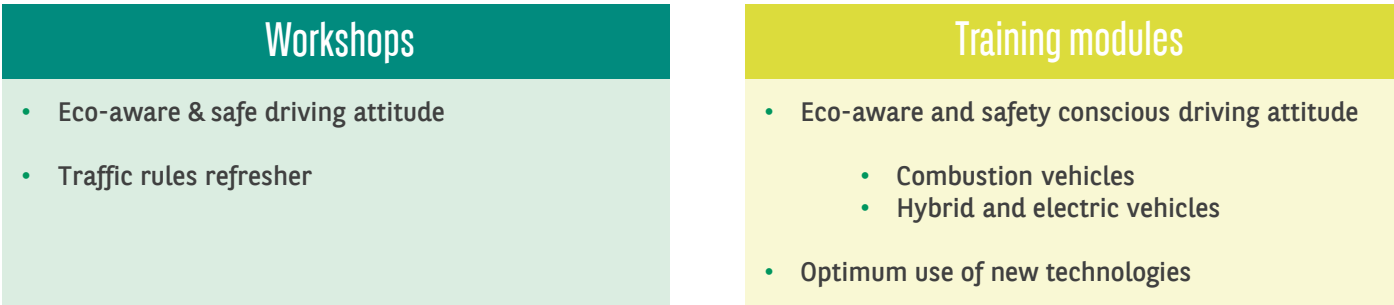 Workshops
• Eco-aware & safe driving attitude
• Traffic rules refresher
Training modules
• Eco-aware and safety conscious driving attitude
• Combustion vehicles
• Hybrid and electric vehicles
• Optimum use of new technologies